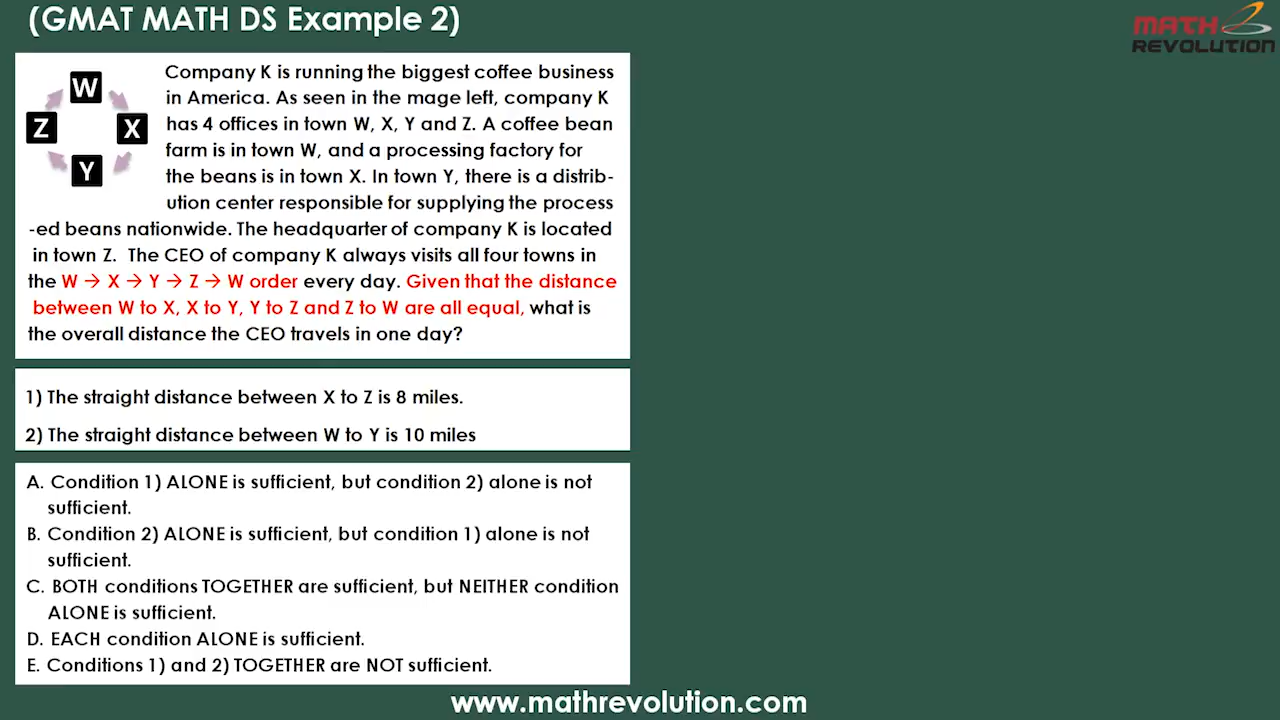 (GMAT MATH DS Example 2)
MATH
REVOLUTION
W
Z
X
Y
Company K is running the biggest coffee business
in America. As seen in the mage left, company K
has 4 offices in town W, X, Y and Z. A coffee bean
farm is in town W, and a processing factory for
the beans is in town X. In town Y, there is a distrib-
ution center responsible for supplying the process
-ed beans nationwide. The headquarter of company K is located
in town Z. The CEO of company K always visits all four towns in
the W → X → Y → Z → W order every day. Given that the distance
between W to X, X to Y, Y to Z and Z to W are all equal, what is
the overall distance the CEO travels in one day?
1) The straight distance between X to Z is 8 miles.
2) The straight distance between W to Y is 10 miles
A. Condition 1) ALONE is sufficient, but condition 2) alone is not
sufficient.
B. Condition 2) ALONE is sufficient, but condition 1) alone is not
sufficient.
C. BOTH conditions TOGETHER are sufficient, but NEITHER condition
ALONE is sufficient.
D. EACH condition ALONE is sufficient.
E. Conditions 1) and 2) TOGETHER are NOT sufficient.
www.mathrevolution.com